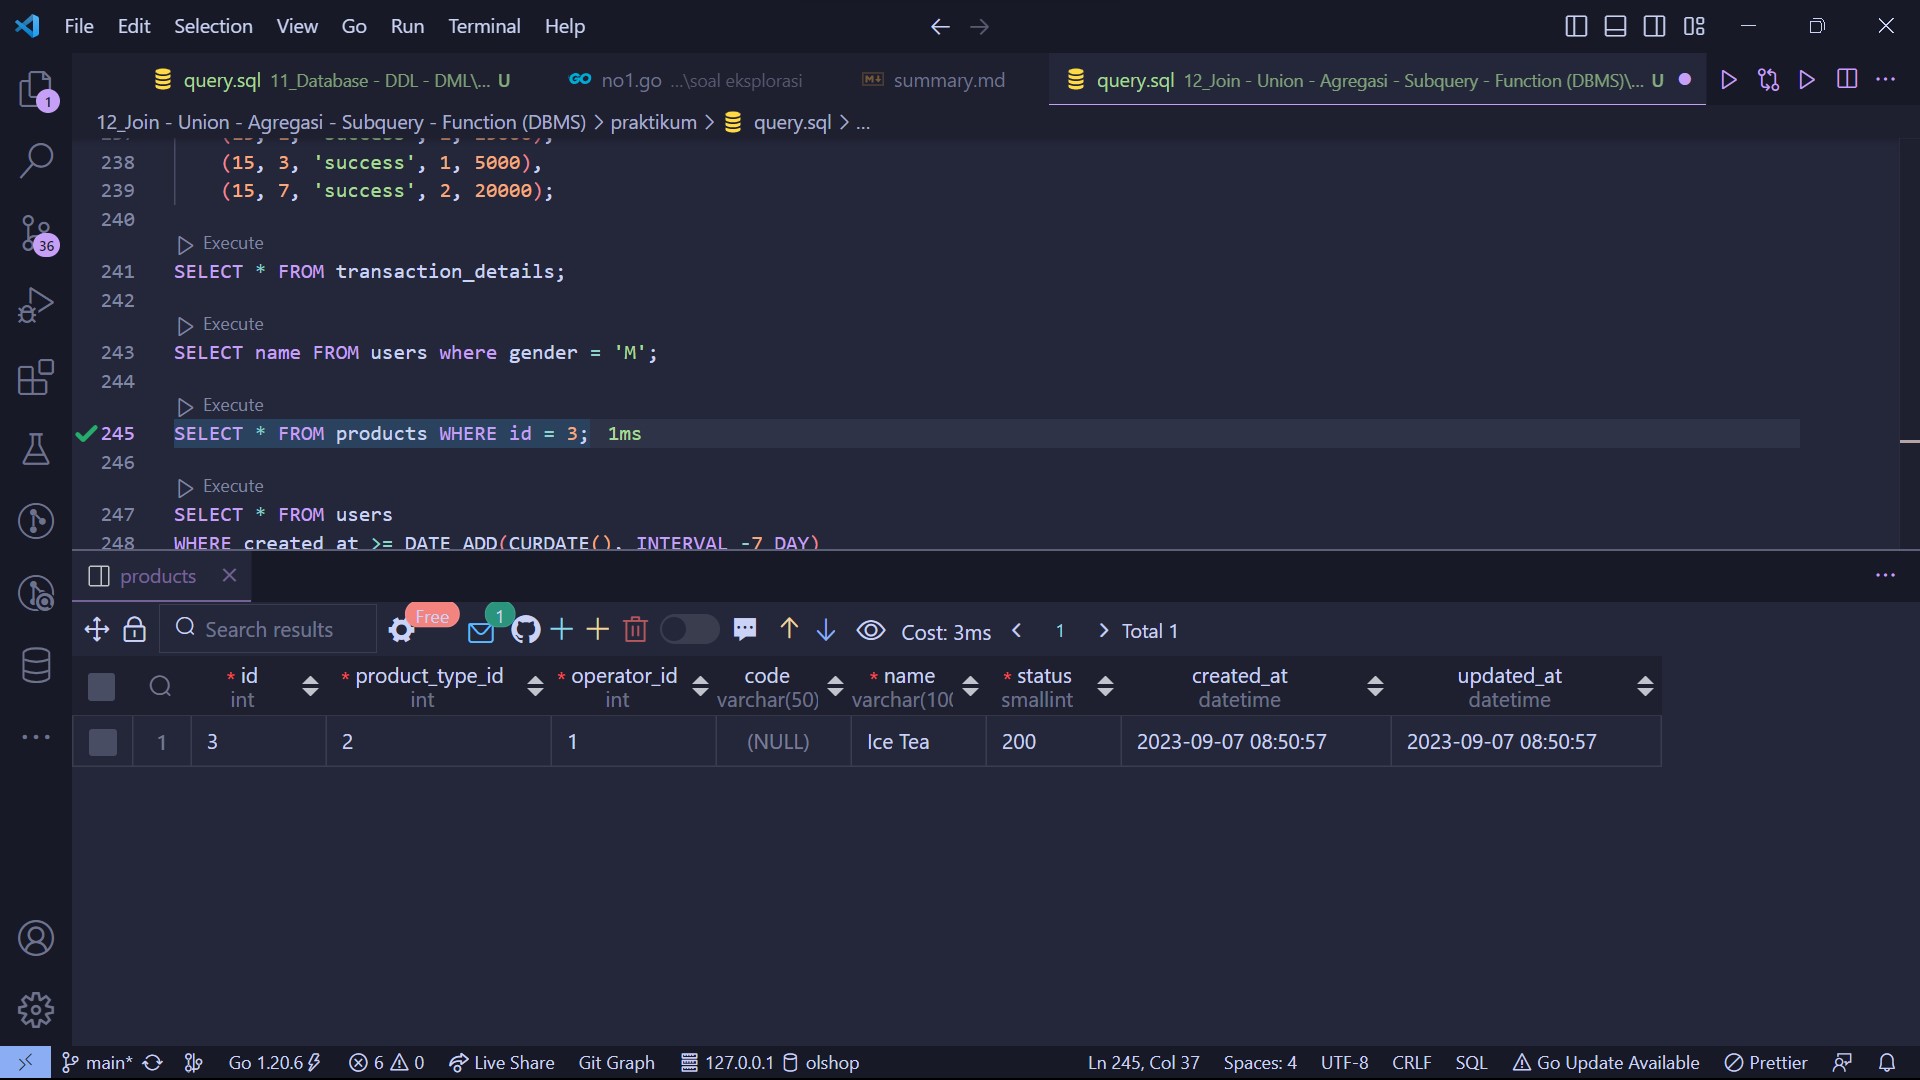 File Edit Selection View Go Run Terminal Help
query.sql 11_Database - DDL - DML\... U
no1.go ...\soal eksplorasi
summary.md
query.sql 12_Join - Union - Agregasi - Subquery - Function (DBMS)\... U
12_Join - Union - Agregasi - Subquery - Function (DBMS) > praktikum > query.sql > ...
238 (15, 3, 'success', 1, 5000),
239 (15, 7, 'success', 2, 20000);
240
Execute
241 SELECT * FROM transaction_details;
242
Execute
243 SELECT name FROM users where gender = 'M';
244
Execute
245 SELECT * FROM products WHERE id = 3; 1ms
246
Execute
247 SELECT * FROM users
248 WHERE created_at >= DATE_ADD(CURDATE(), INTERVAL -7 DAY)
1
36
products
Search results Free 1 Cost: 3ms < 1 > Total 1
* id * product_type_id * operator_id code * name * status created_at updated_at
int int int varchar(50) varchar(100 smallint datetime datetime
1 3 2 1 (NULL) Ice Tea 200 2023-09-07 08:50:57 2023-09-07 08:50:57
main* Go 1.20.6 6 0 Live Share Git Graph 127.0.0.1 olshop Ln 245, Col 37 Spaces: 4 UTF-8 CRLF SQL Go Update Available Prettier